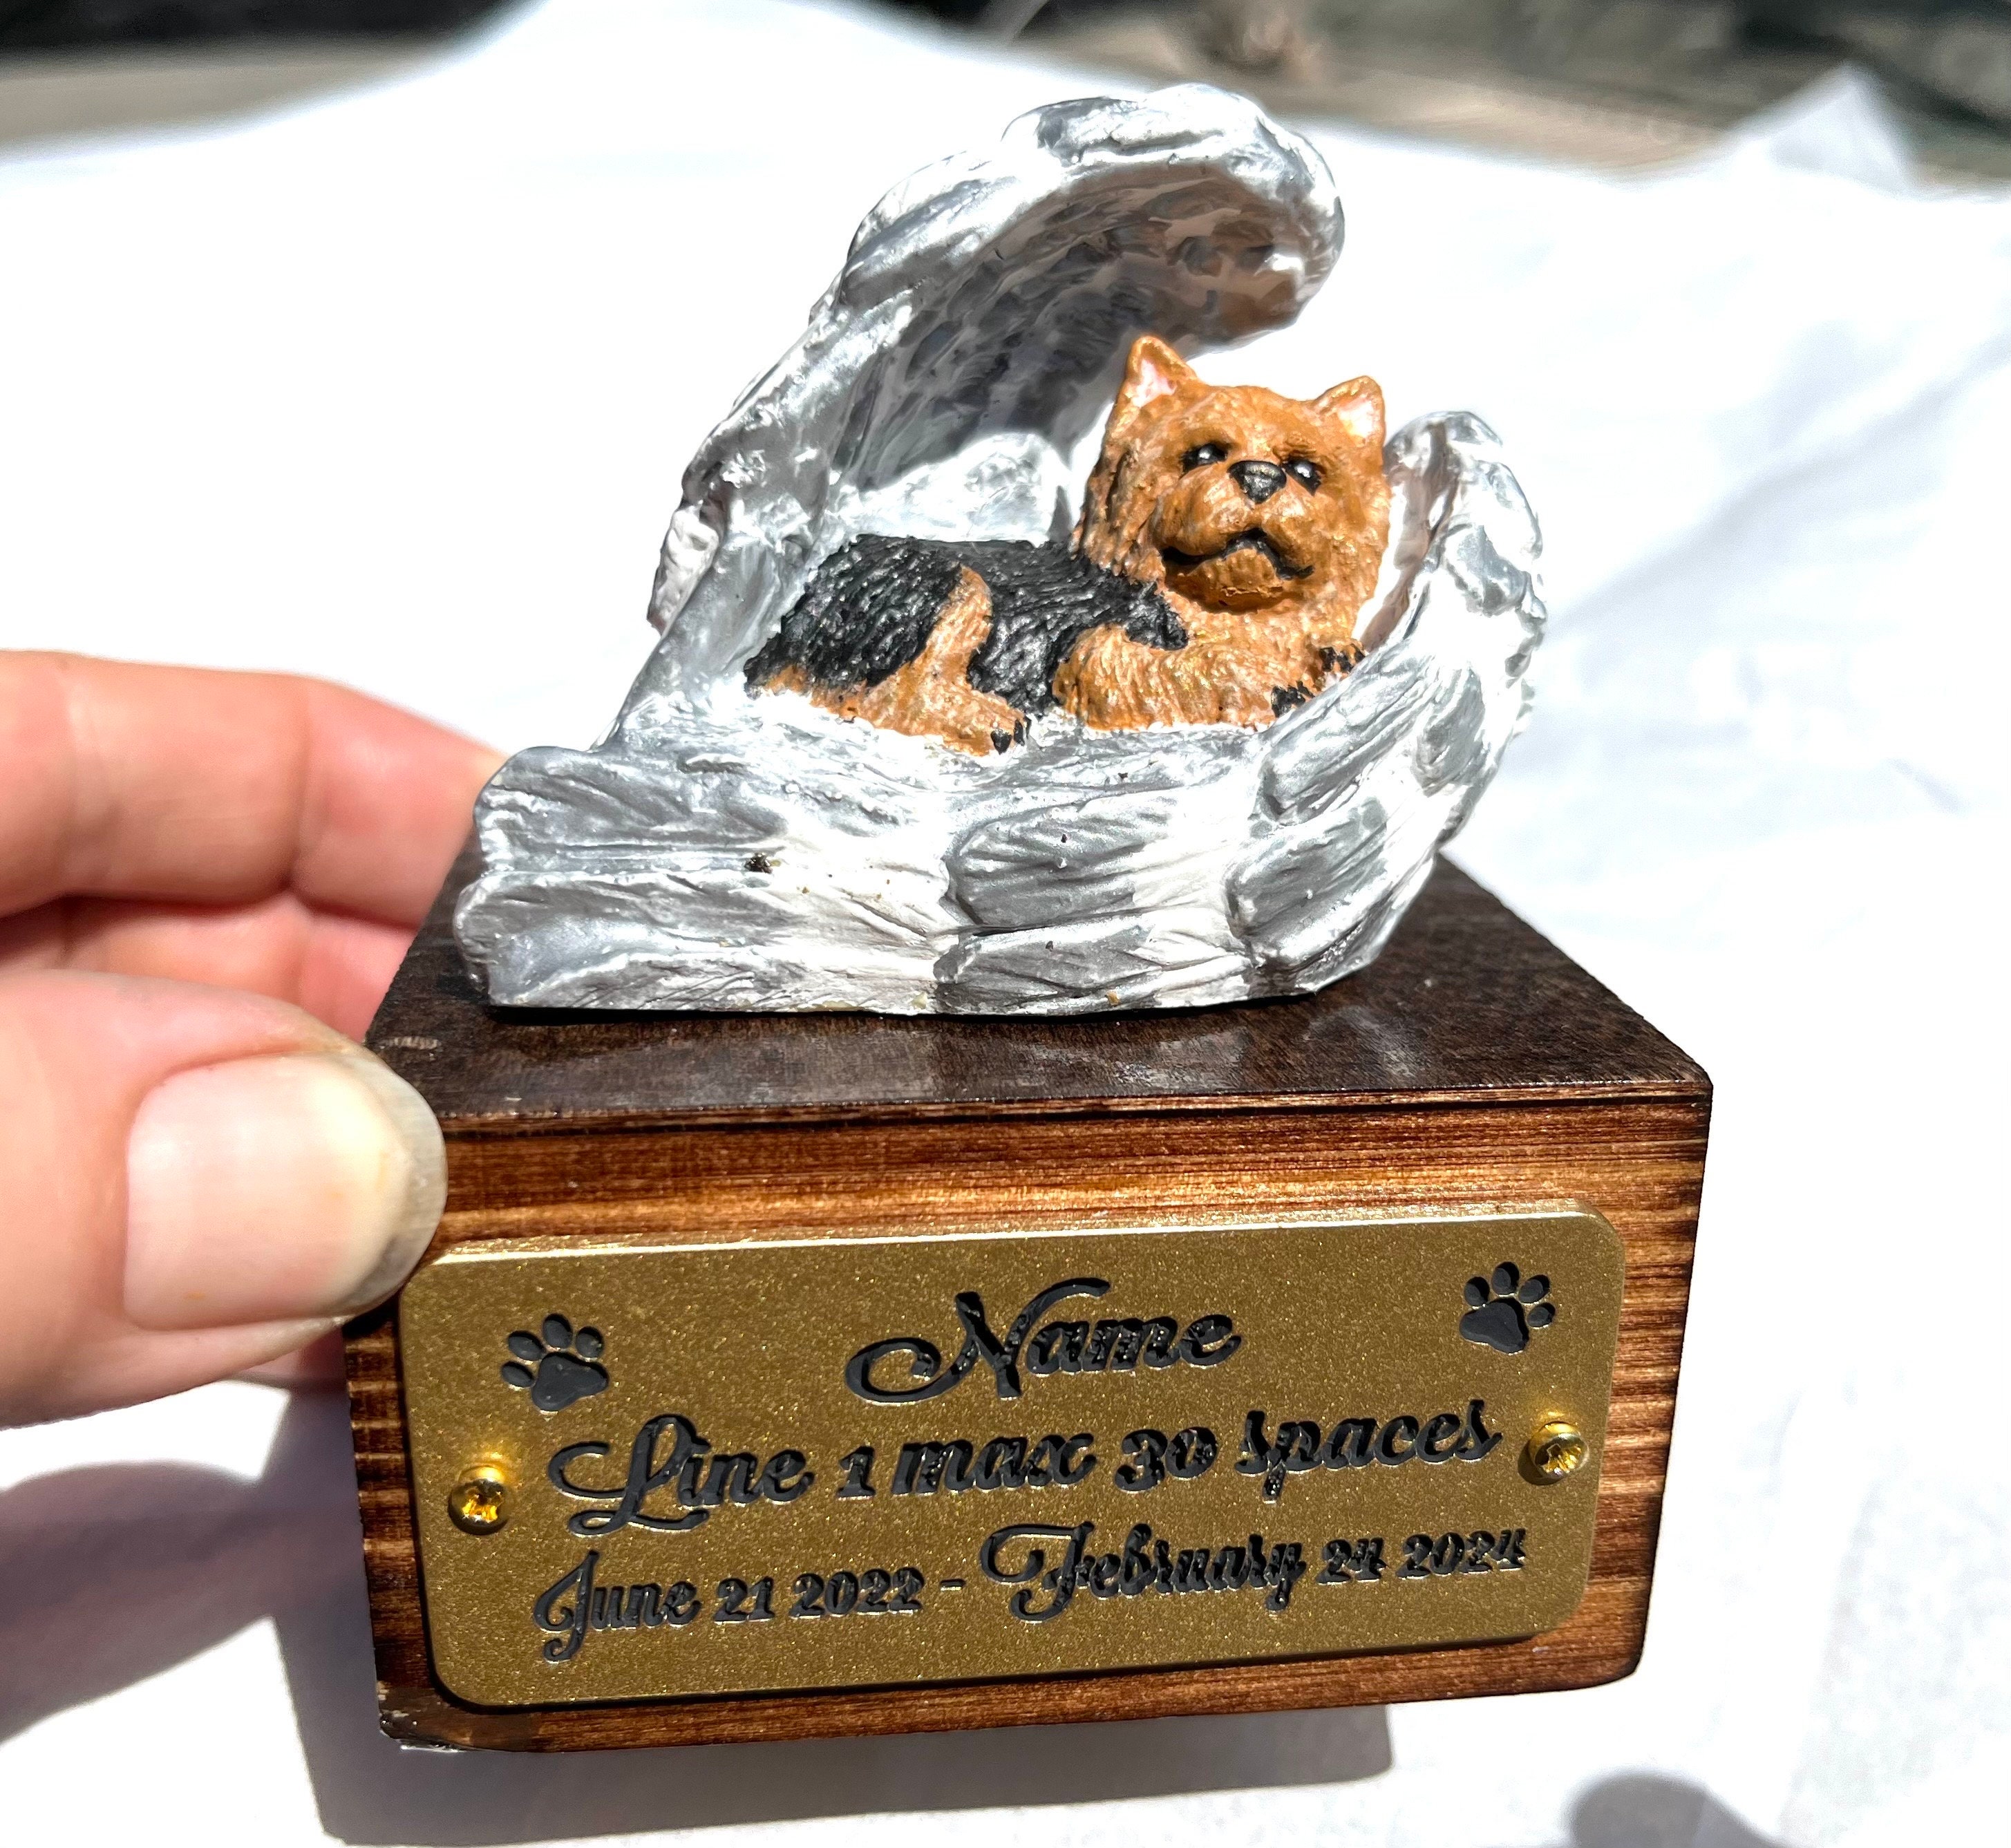 Name
Line 1 max 30 spaces
June 21 2022 - February 24 2024